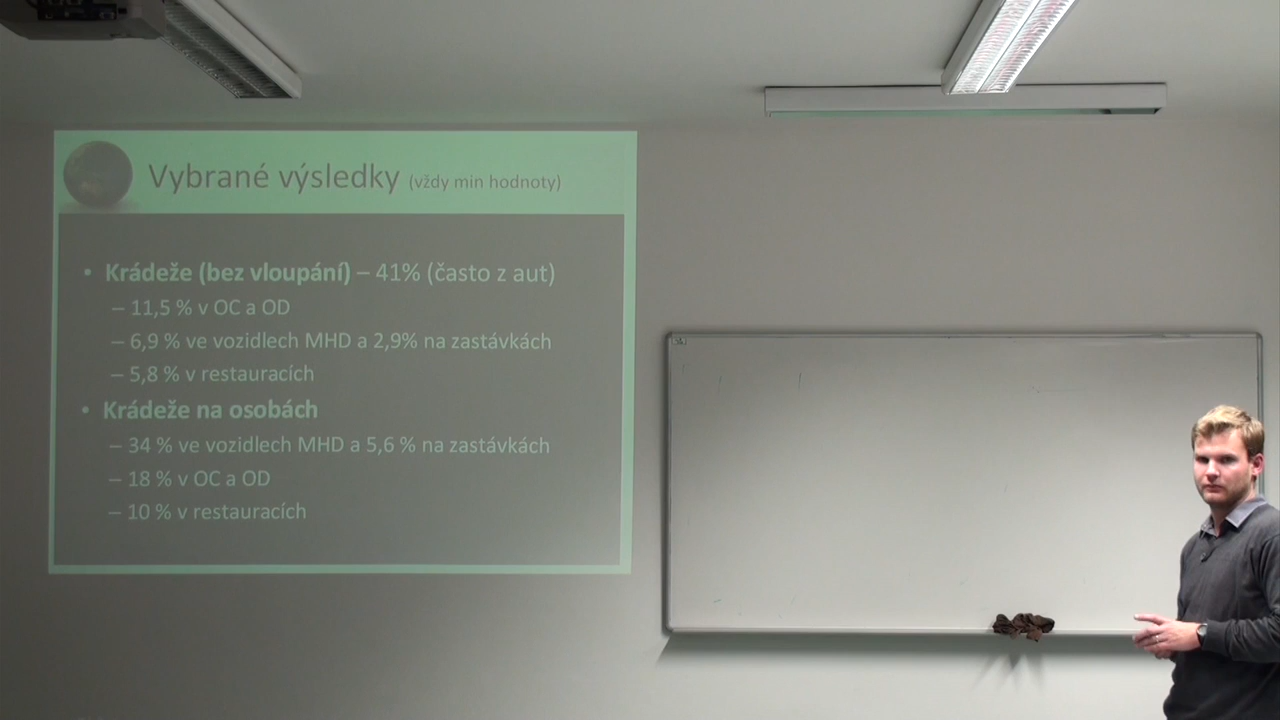 Vybrané výsledky (vždy min hodnoty)
• Krádeže (bez vloupání) – 41% (často z aut)
– 11,5 % v OC a OD
– 6,9 % ve vozidlech MHD a 2,9% na zastávkách
– 5,8 % v restauracích
• Krádeže na osobách
– 34 % ve vozidlech MHD a 5,6 % na zastávkách
– 18 % v OC a OD
– 10 % v restauracích